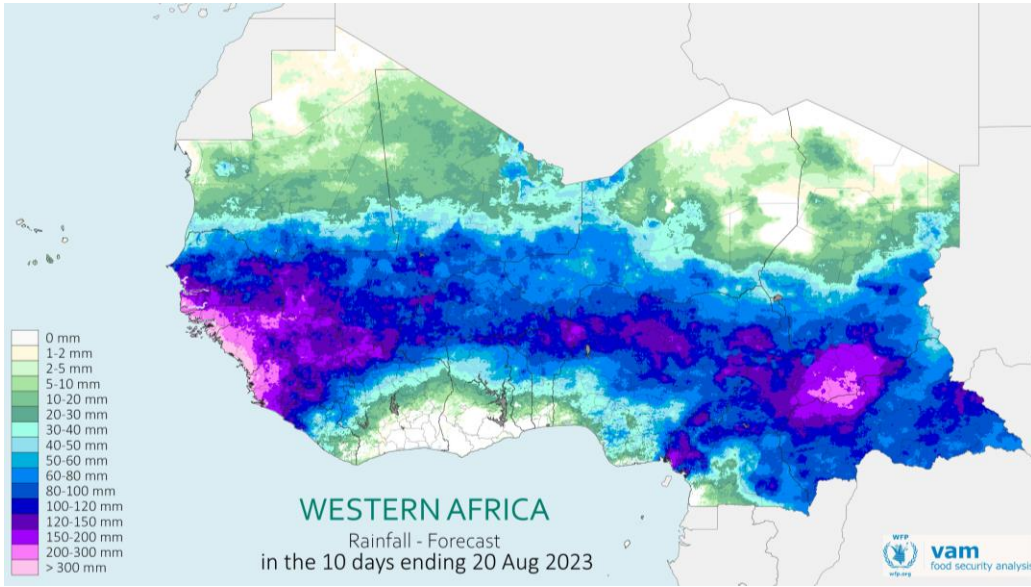 0 mm
1-2 mm
2-5 mm
5-10 mm
10-20 mm
20-30 mm
30-40 mm
40-50 mm
50-60 mm
60-80 mm
80-100 mm
100-120 mm
120-150 mm
150-200 mm
200-300 mm
> 300 mm
WESTERN AFRICA
Rainfall - Forecast
in the 10 days ending 20 Aug 2023
WFP
wfp.org
vam
food security analysis